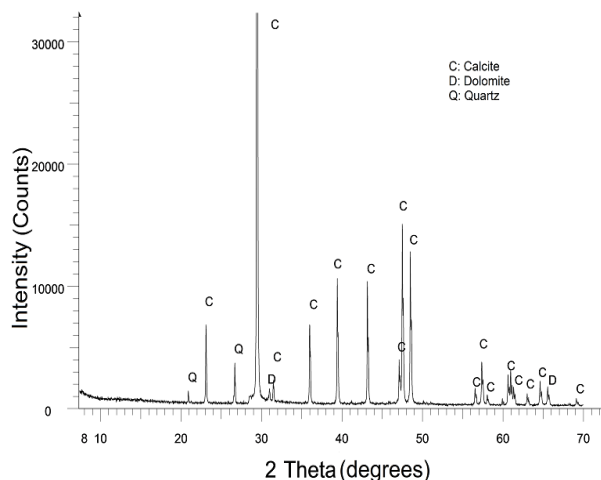 C
30000
C: Calcite
D: Dolomite
Q: Quartz
20000
Intensity (Counts)
C
C
C
C
10000
C
C
C
Q
C
C
Q
D
C
C
C
C
C
C
D
C
0
8 10 20 30 40 50 60 70
2 Theta (degrees)